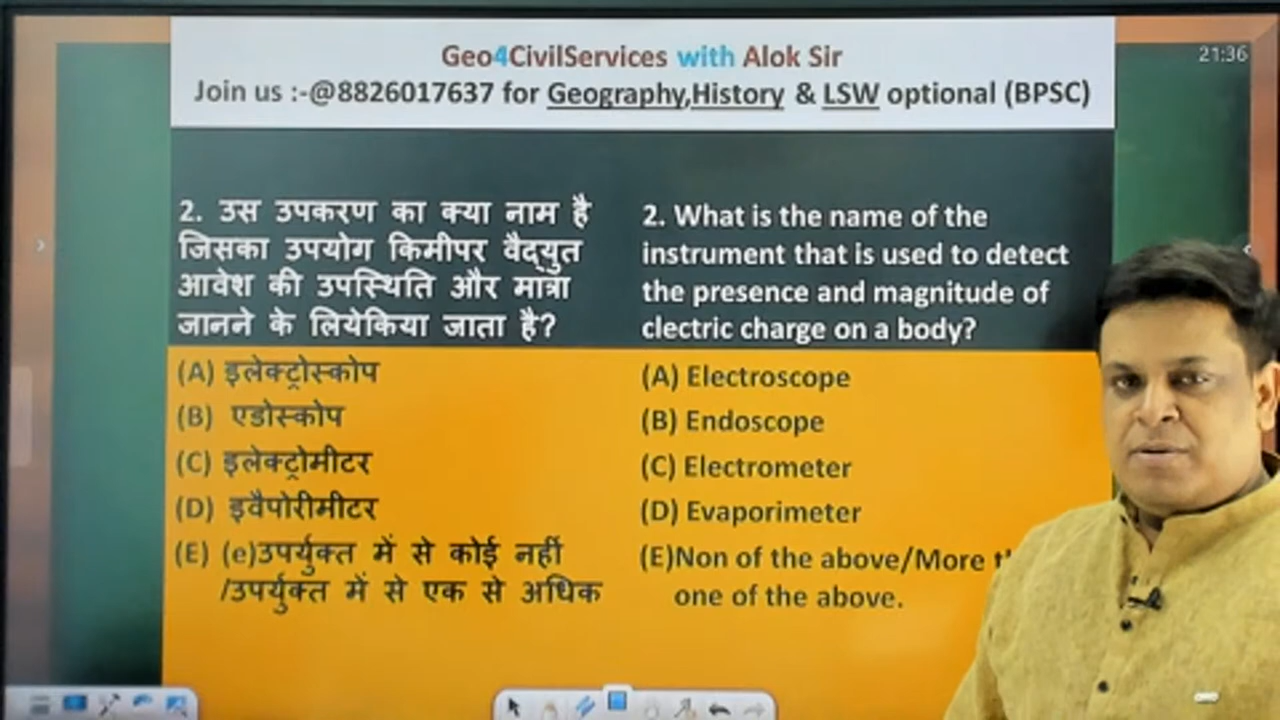 Geo4CivilServices with Alok Sir
21:36
Join us :-@8826017637 for Geography,History & LSW optional (BPSC)
2. उस उपकरण का क्या नाम है
जिसका उपयोग किमीपर वैद्युत
आवेश की उपस्थिति और मात्रा
जानने के लियेकिया जाता है?
(A) इलेक्ट्रोस्कोप
(B) एडोस्कोप
(C) इलेक्ट्रोमीटर
(D) इवैपोरीमीटर
(E) (e)उपर्युक्त में से कोई नहीं
/उपर्युक्त में से एक से अधिक
2. What is the name of the
instrument that is used to detect
the presence and magnitude of
clectric charge on a body?
(A) Electroscope
(B) Endoscope
(C) Electrometer
(D) Evaporimeter
(E)Non of the above/More
one of the above.